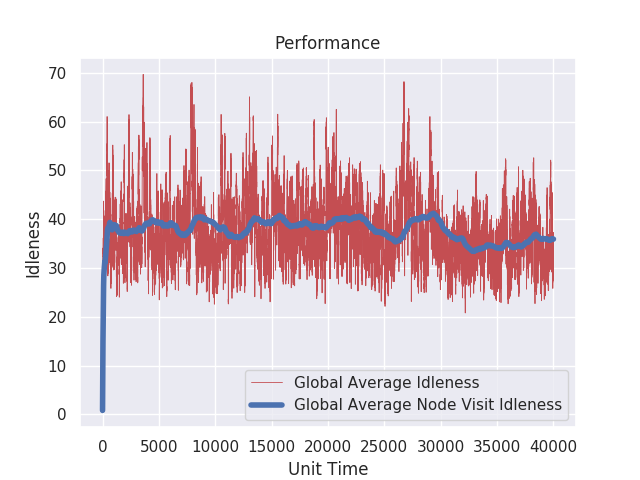 Performance
70
60
50
40
30
20
10
0
Idleness
0 5000 10000 15000 20000 25000 30000 35000 40000
Unit Time
Global Average Idleness
Global Average Node Visit Idleness